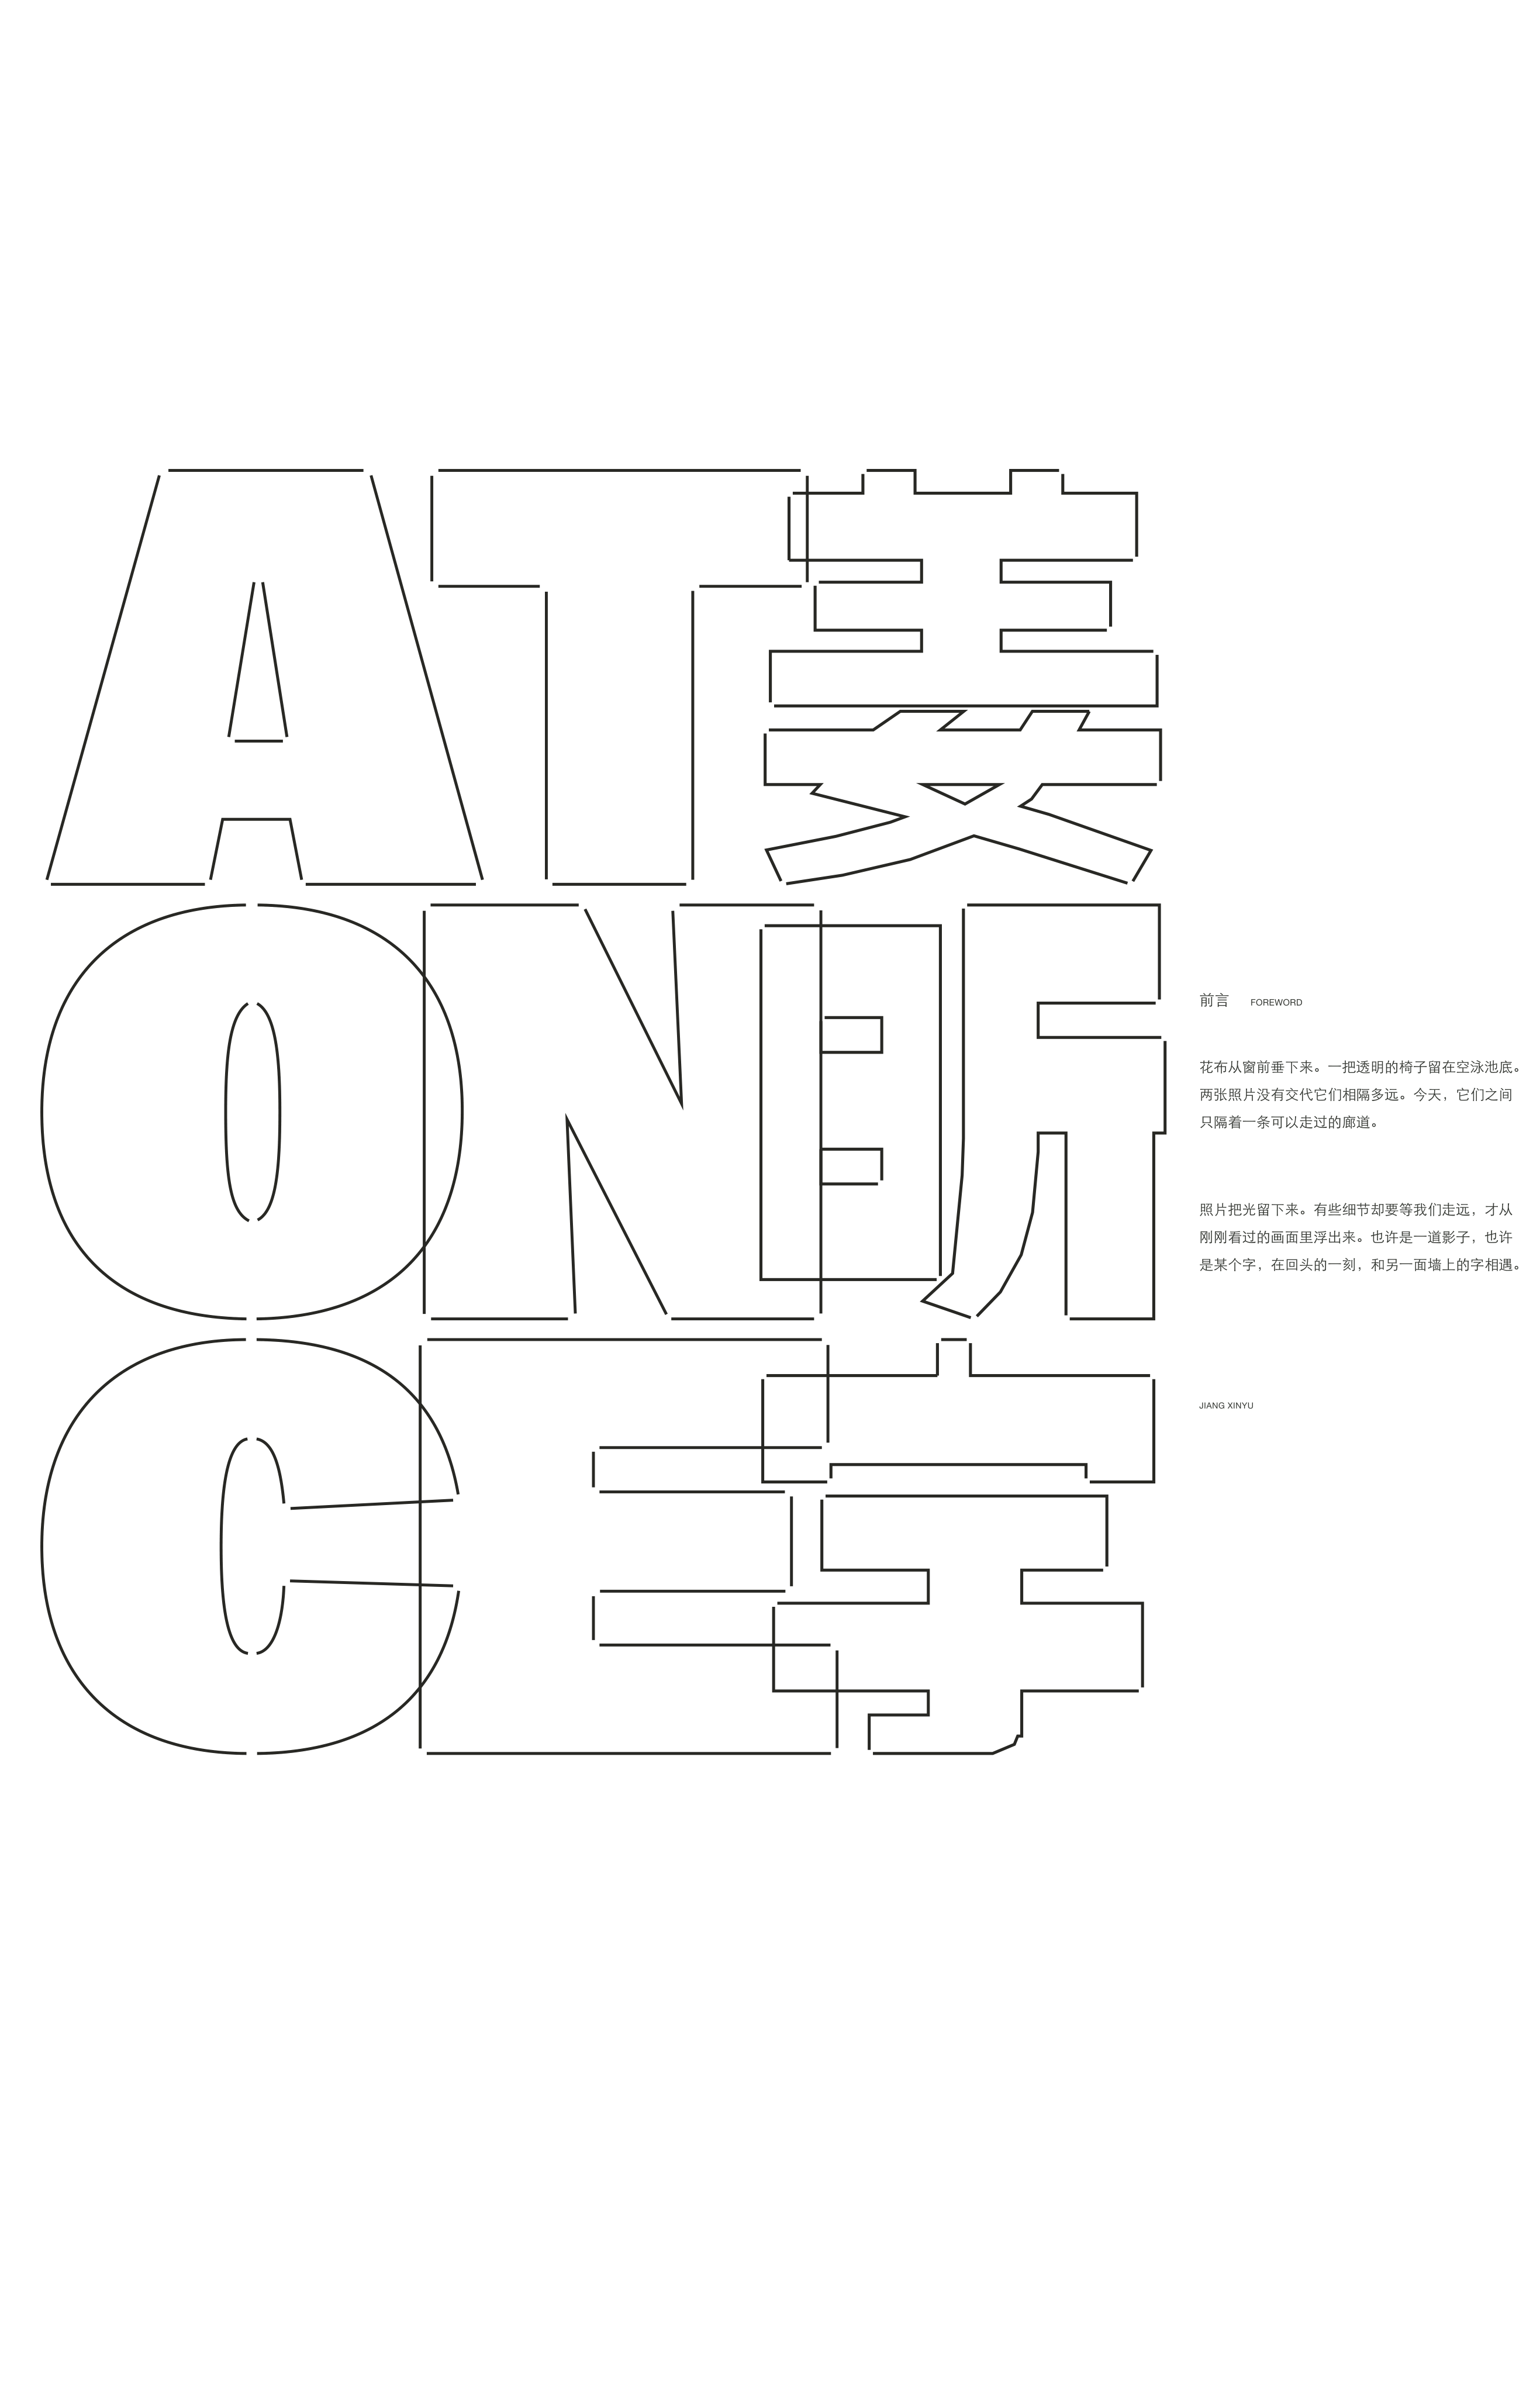 AT姜
ON昕
CE宇
前言 FOREWORD
花布从窗前垂下来。一把透明的椅子留在空泳池底。
两张照片没有交代它们相隔多远。今天，它们之间
只隔着一条可以走过的廊道。
照片把光留下来。有些细节却要等我们走远，才从
刚刚看过的画面里浮出来。也许是一道影子，也许
是某个字，在回头的一刻，和另一面墙上的字相遇。
JIANG XINYU